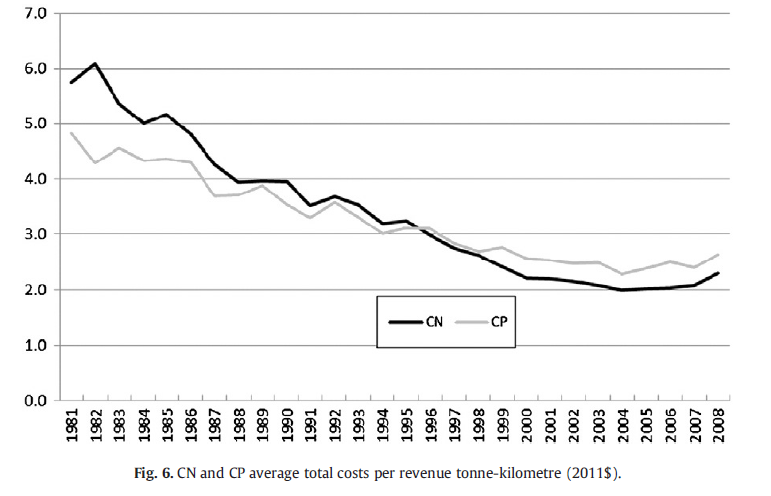 7.0
6.0
5.0
4.0
3.0
2.0
1.0
0.0
CN CP
1981 1982 1983 1984 1985 1986 1987 1988 1989 1990 1991 1992 1993 1994 1995 1996 1997 1998 1999 2000 2001 2002 2003 2004 2005 2006 2007 2008
Fig. 6. CN and CP average total costs per revenue tonne-kilometre (2011$).